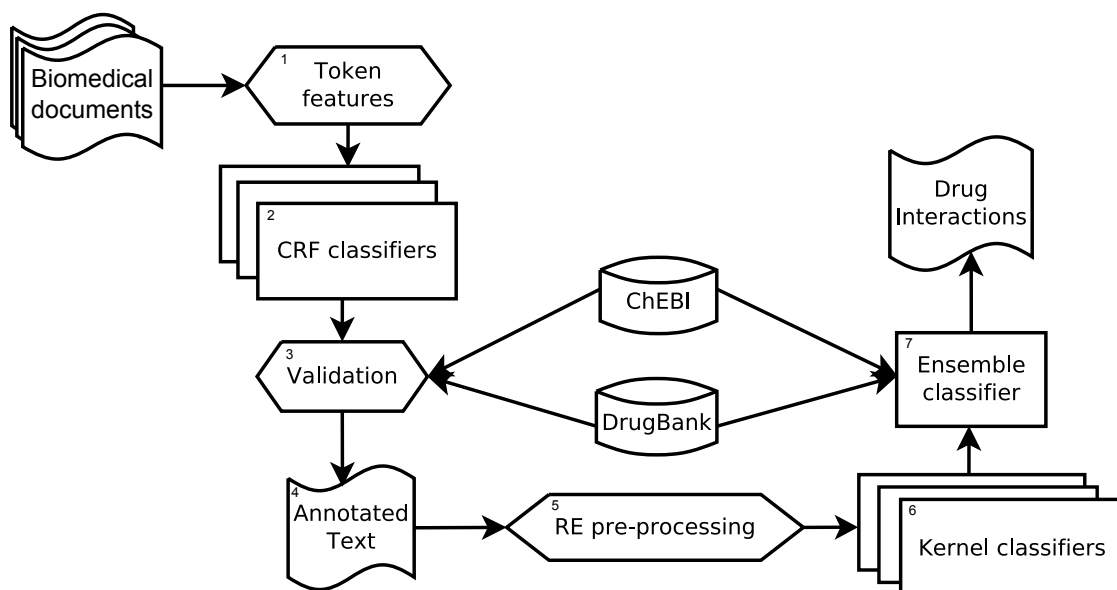 Biomedical
documents
1
Token
features
2
CRF classifiers
3
Validation
4
Annotated
Text
5
RE pre-processing
6
Kernel classifiers
7
Ensemble
classifier
ChEBI
DrugBank
Drug
Interactions